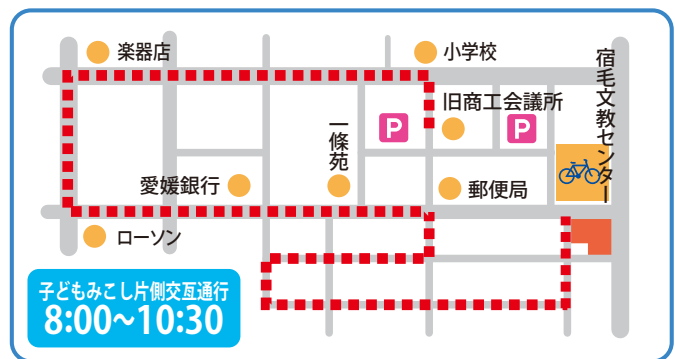 楽器店
小学校
宿毛文教センター
旧商工会議所
P
P
一條苑
愛媛銀行
郵便局
ローソン
子どもみこし片側交互通行
8:00~10:30